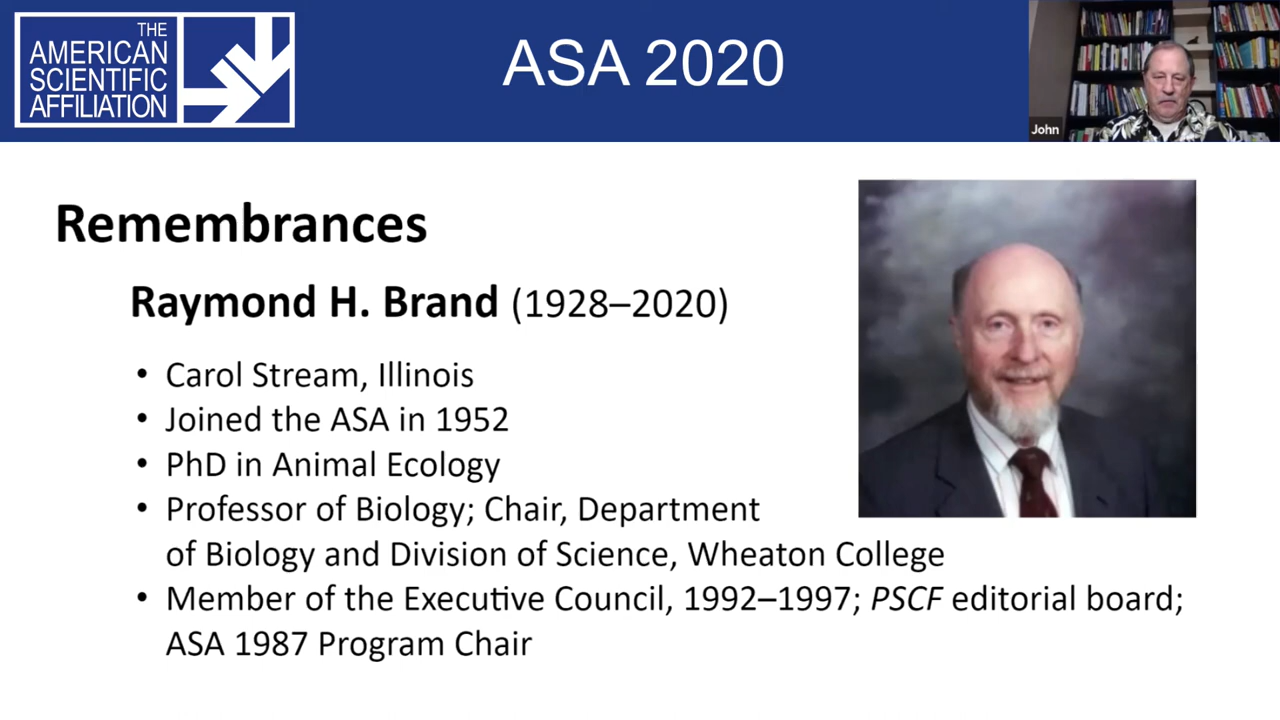 THE
AMERICAN
SCIENTIFIC
AFFILIATION
ASA 2020
John
Remembrances
Raymond H. Brand (1928–2020)
• Carol Stream, Illinois
• Joined the ASA in 1952
• PhD in Animal Ecology
• Professor of Biology; Chair, Department
of Biology and Division of Science, Wheaton College
• Member of the Executive Council, 1992–1997; PSCF editorial board;
ASA 1987 Program Chair